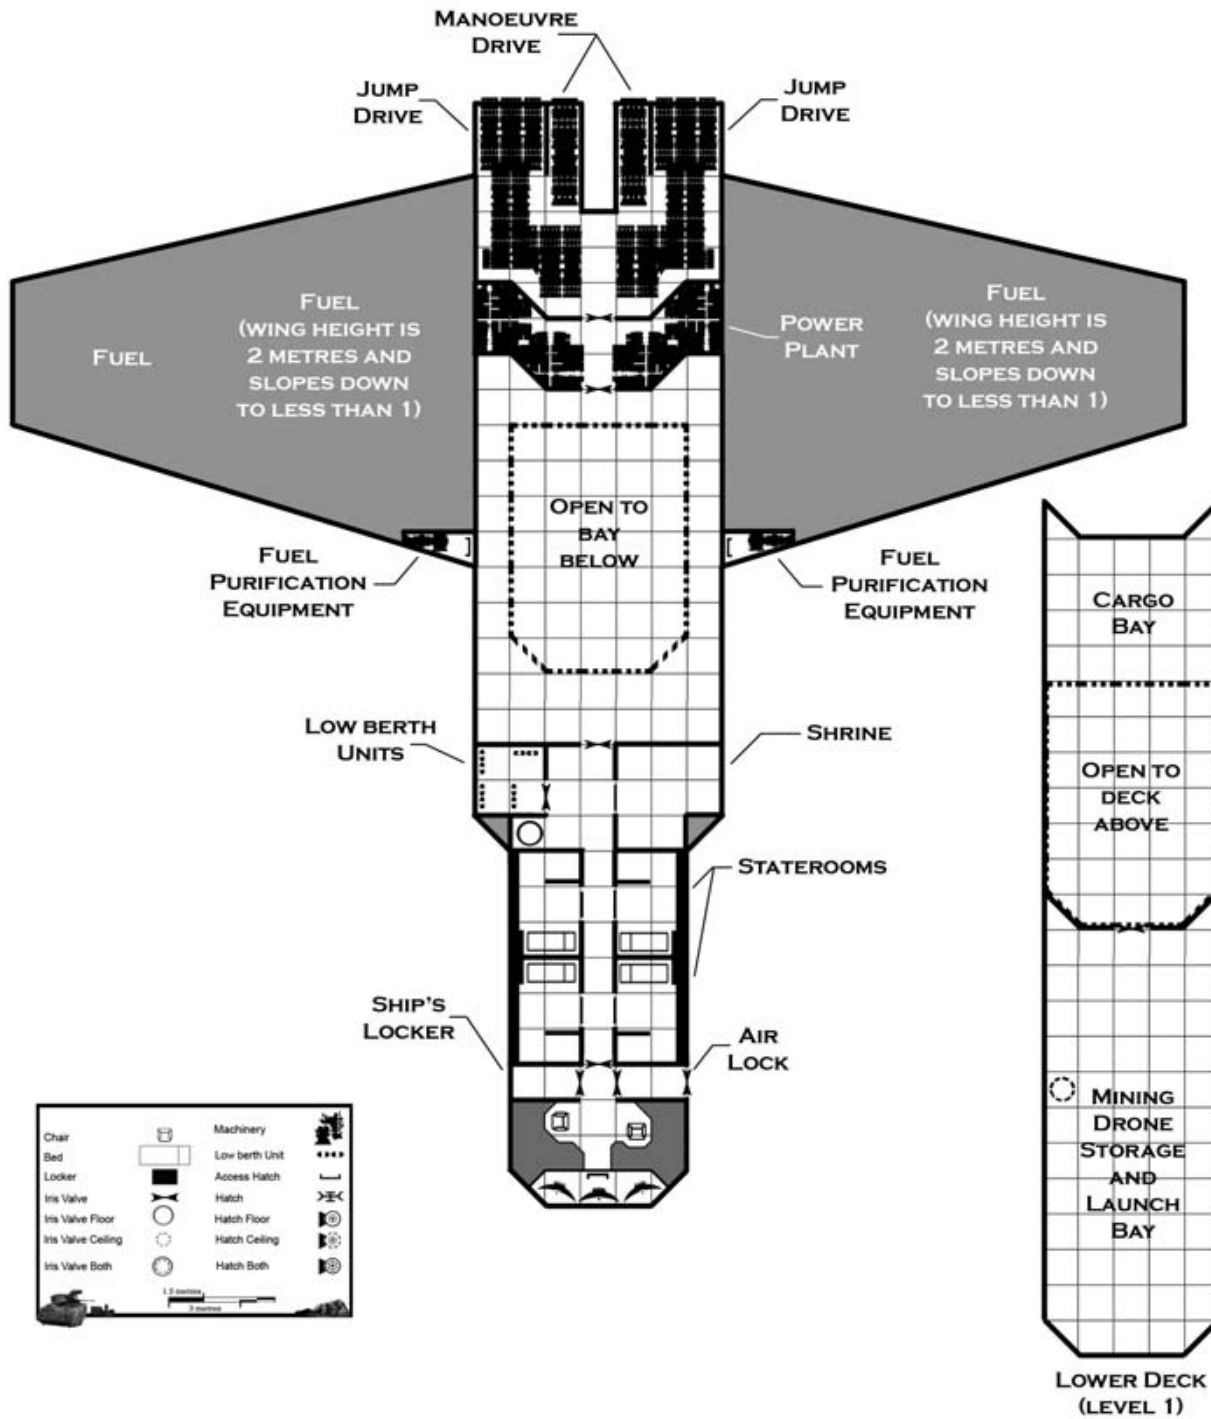 MANOEUVRE
DRIVE
JUMP
DRIVE
JUMP
DRIVE
FUEL
FUEL
(WING HEIGHT IS
2 METRES AND
SLOPES DOWN
TO LESS THAN 1)
POWER
PLANT
FUEL
(WING HEIGHT IS
2 METRES AND
SLOPES DOWN
TO LESS THAN 1)
OPEN TO
BAY
BELOW
FUEL
PURIFICATION
EQUIPMENT
FUEL
PURIFICATION
EQUIPMENT
CARGO
BAY
LOW BERTH
UNITS
SHRINE
OPEN TO
DECK
ABOVE
STATEROOMS
SHIP'S
LOCKER
AIR
LOCK
MINING
DRONE
STORAGE
AND
LAUNCH
BAY
Chair
Bed
Locker
Iris Valve
Iris Valve Floor
Iris Valve Ceiling
Iris Valve Both
Machinery
Low berth Unit
Access Hatch
Hatch
Hatch Floor
Hatch Ceiling
Hatch Both
1.5 metres
3 metres
LOWER DECK
(LEVEL 1)